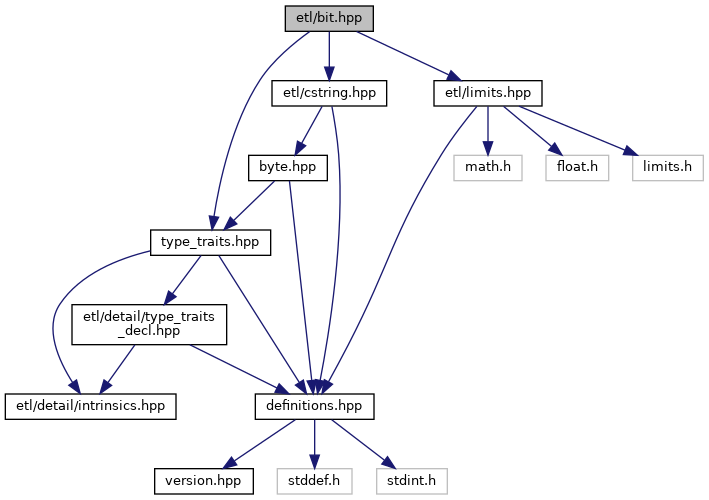 etl/bit.hpp
etl/cstring.hpp
etl/limits.hpp
byte.hpp
math.h
float.h
limits.h
type_traits.hpp
etl/detail/type_traits
_decl.hpp
etl/detail/intrinsics.hpp
definitions.hpp
version.hpp
stddef.h
stdint.h